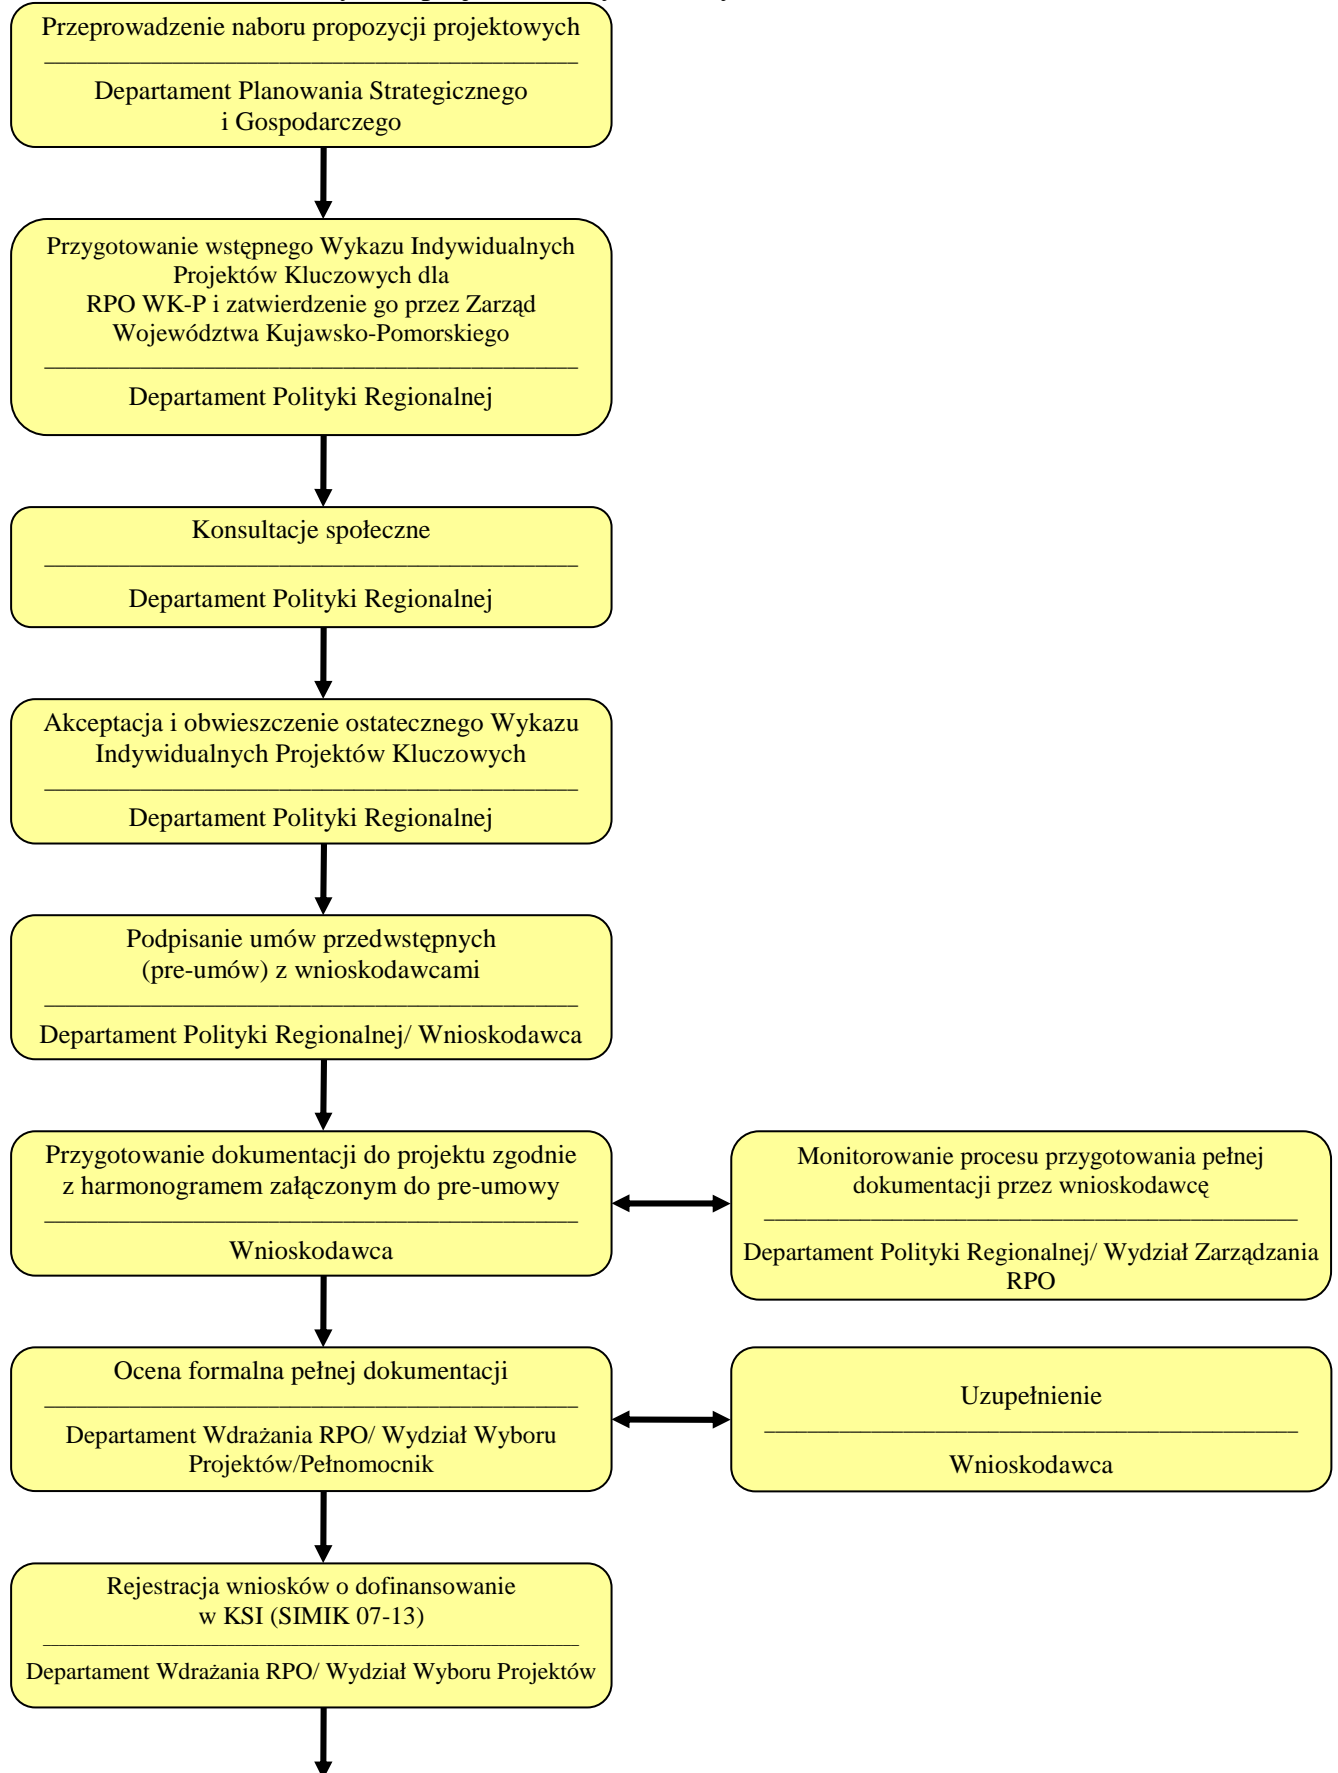 Przeprowadzenie naboru propozycji projektowych
Departament Planowania Strategicznego
i Gospodarczego
Przygotowanie wstępnego Wykazu Indywidualnych
Projektów Kluczowych dla
RPO WK-P i zatwierdzenie go przez Zarząd
Województwa Kujawsko-Pomorskiego
Departament Polityki Regionalnej
Konsultacje społeczne
Departament Polityki Regionalnej
Akceptacja i obwieszczenie ostatecznego Wykazu
Indywidualnych Projektów Kluczowych
Departament Polityki Regionalnej
Podpisanie umów przedwstępnych
(pre-umów) z wnioskodawcami
Departament Polityki Regionalnej/ Wnioskodawca
Przygotowanie dokumentacji do projektu zgodnie
z harmonogramem załączonym do pre-umowy
Wnioskodawca
Monitorowanie procesu przygotowania pełnej
dokumentacji przez wnioskodawcę
Departament Polityki Regionalnej/ Wydział Zarządzania
RPO
Ocena formalna pełnej dokumentacji
Departament Wdrażania RPO/ Wydział Wyboru
Projektów/Pełnomocnik
Uzupełnienie
Wnioskodawca
Rejestracja wniosków o dofinansowanie
w KSI (SIMIK 07-13)
Departament Wdrażania RPO/ Wydział Wyboru Projektów